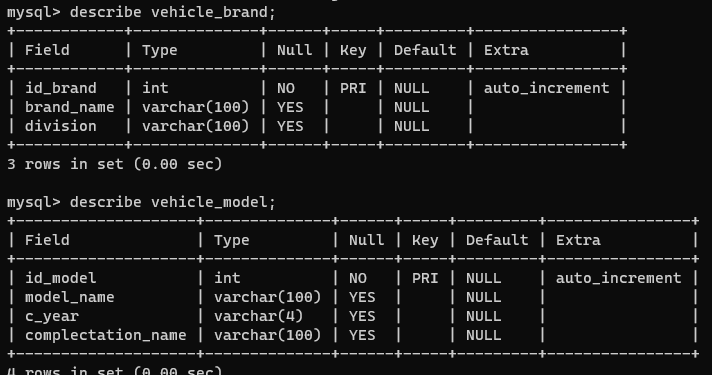 mysql> describe vehicle_brand;
+------------+--------------+------+-----+---------+----------------+
| Field      | Type         | Null | Key | Default | Extra          |
+------------+--------------+------+-----+---------+----------------+
| id_brand   | int          | NO   | PRI | NULL    | auto_increment |
| brand_name | varchar(100) | YES  |     | NULL    |                |
| division   | varchar(100) | YES  |     | NULL    |                |
+------------+--------------+------+-----+---------+----------------+
3 rows in set (0.00 sec)

mysql> describe vehicle_model;
+--------------------+--------------+------+-----+---------+----------------+
| Field              | Type         | Null | Key | Default | Extra          |
+--------------------+--------------+------+-----+---------+----------------+
| id_model           | int          | NO   | PRI | NULL    | auto_increment |
| model_name         | varchar(100) | YES  |     | NULL    |                |
| c_year             | varchar(4)   | YES  |     | NULL    |                |
| complectation_name | varchar(100) | YES  |     | NULL    |                |
+--------------------+--------------+------+-----+---------+----------------+
4 rows in set (0.00 sec)